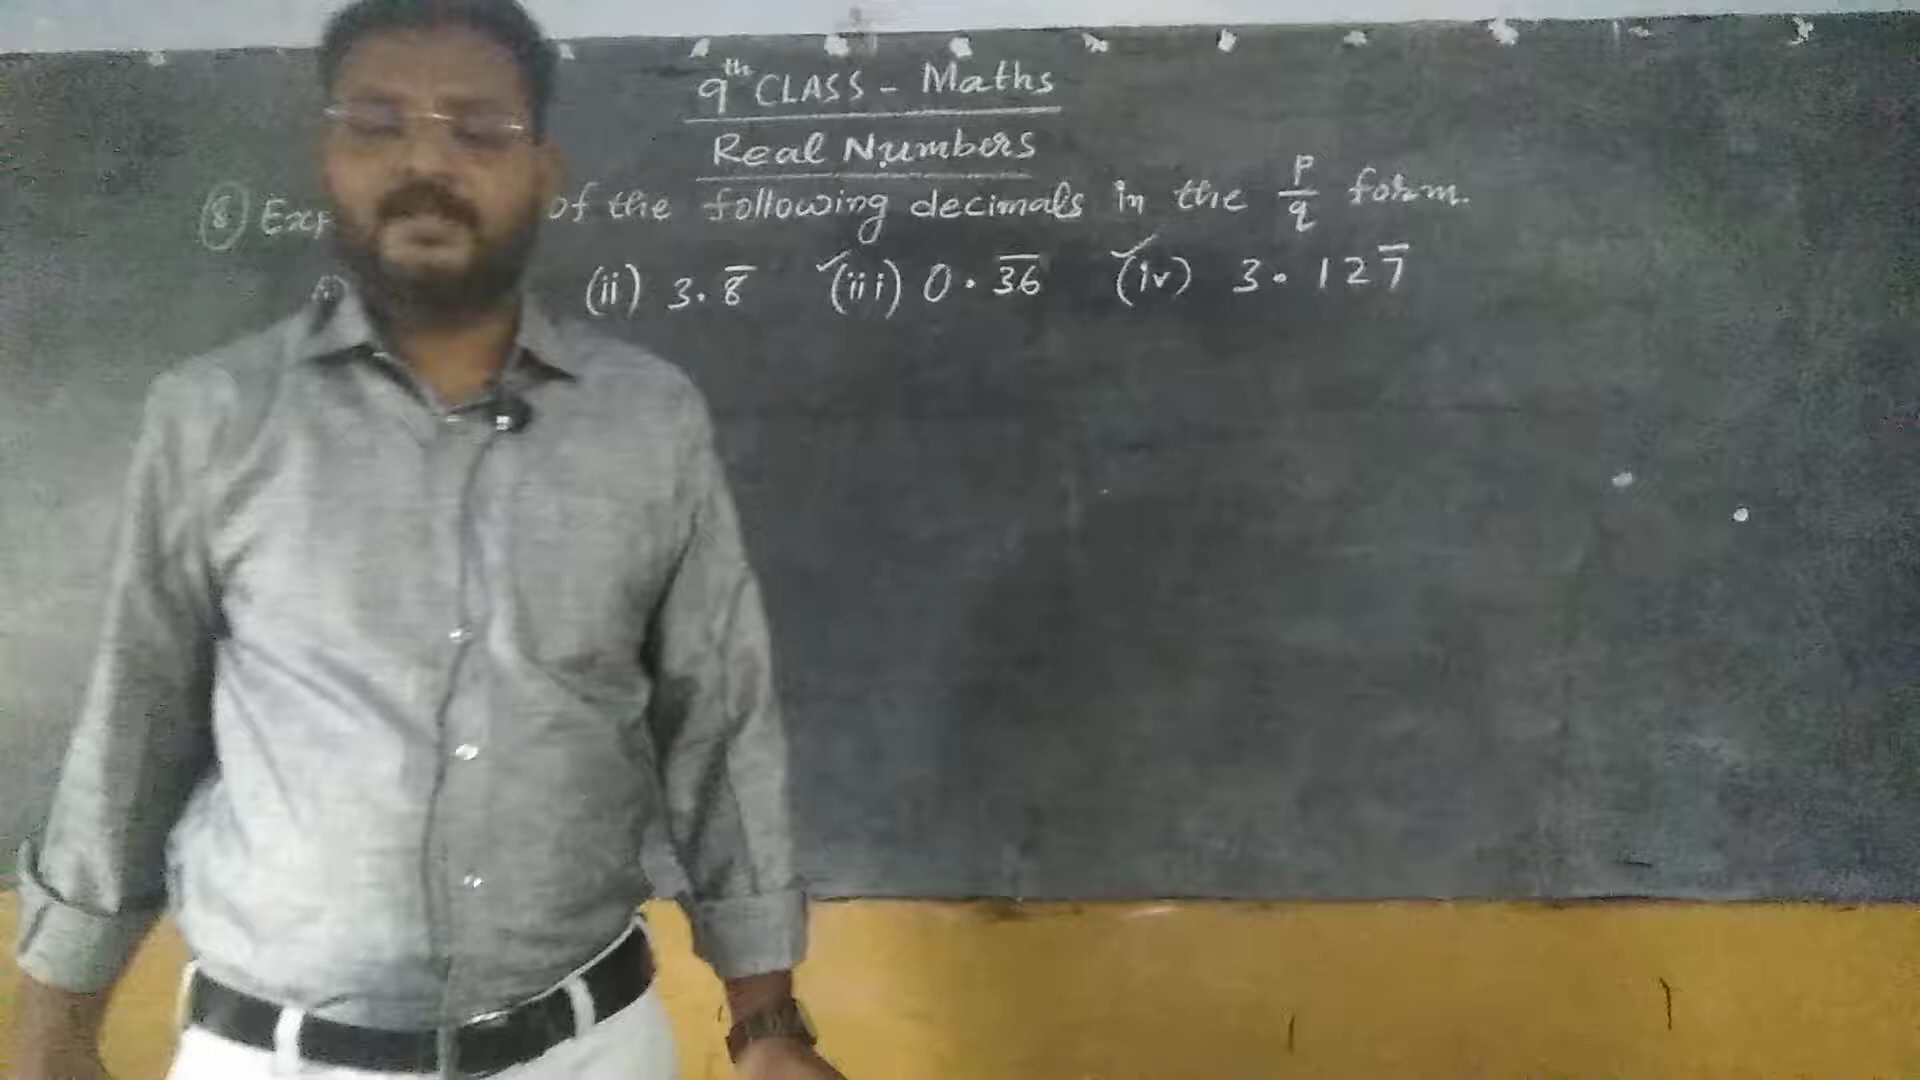 9th CLASS - Maths
Real Numbers
(8) Exp of the following decimals in the p/q form.
(ii) 3.8̅ ✓(iii) 0.3̅6̅ ✓(iv) 3.127̅